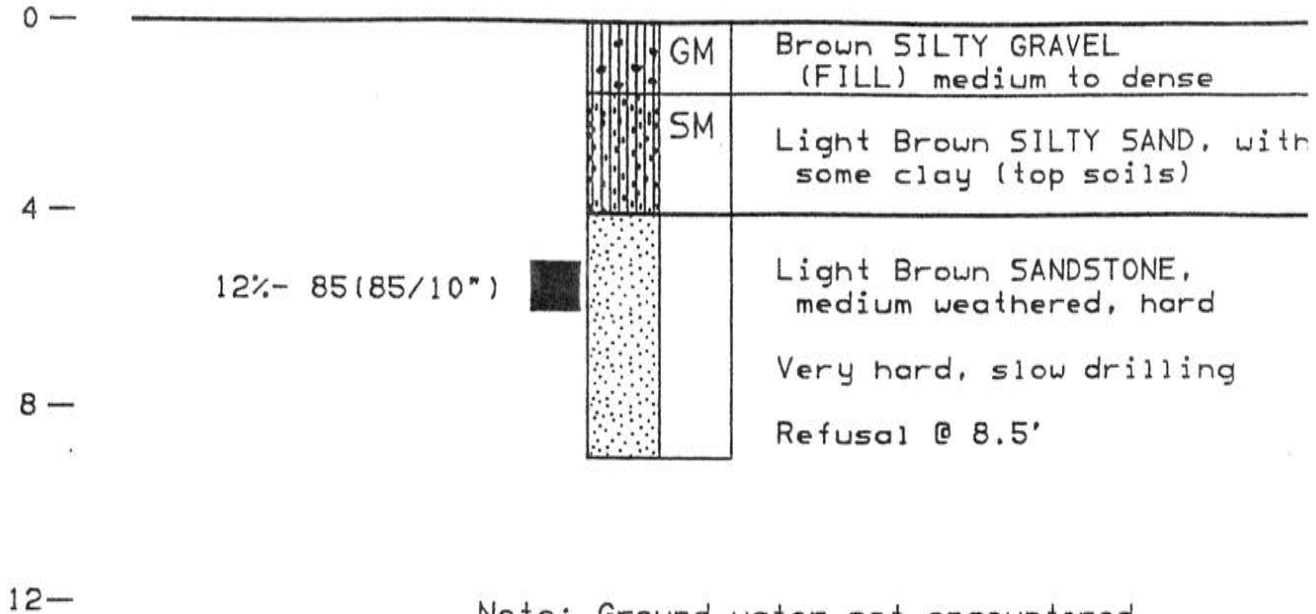 0 —
GM
Brown SILTY GRAVEL
(FILL) medium to dense
SM
Light Brown SILTY SAND, with
some clay (top soils)
4 —
12%- 85(85/10")
Light Brown SANDSTONE,
medium weathered, hard
Very hard, slow drilling
8 —
Refusal @ 8.5'
12—
Note: Ground water not encountered